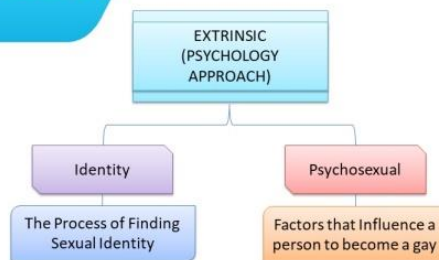 EXTRINSIC
(PSYCHOLOGY
APPROACH)
Identity
Psychosexual
The Process of Finding
Sexual Identity
Factors that Influence a
person to become a gay